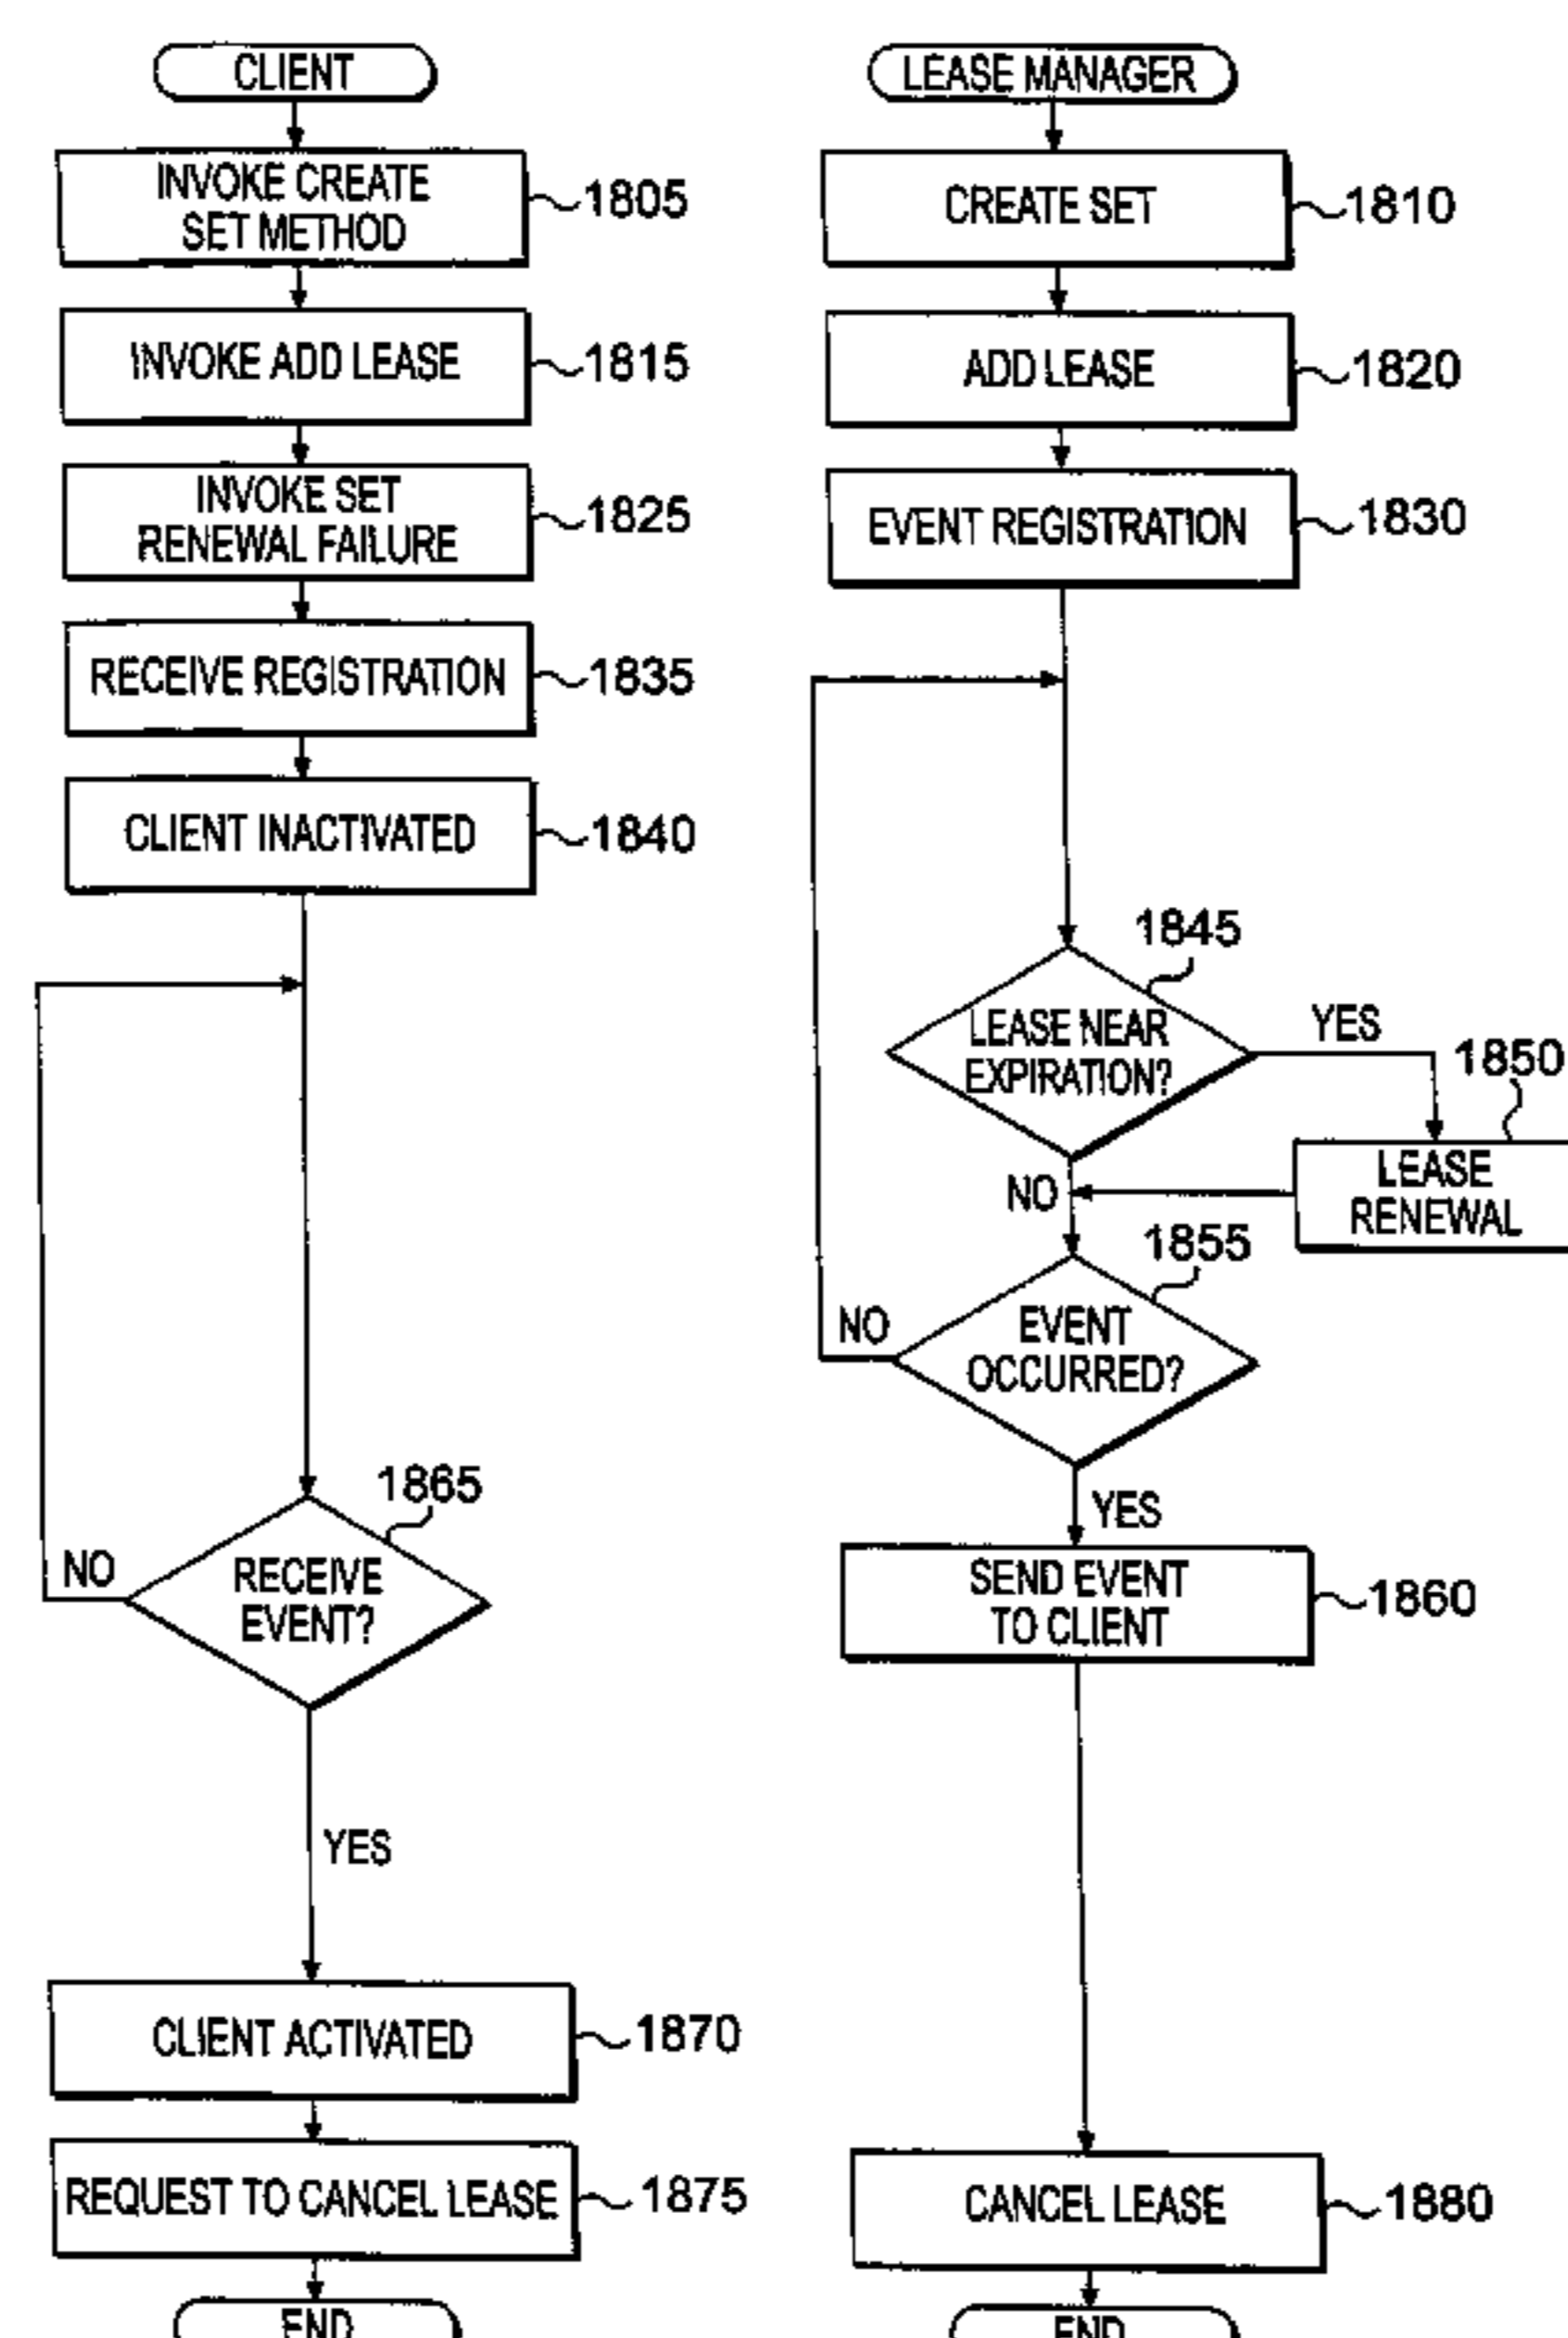 CLIENT
INVOKE CREATE
SET METHOD
1805
INVOKE ADD LEASE
1815
INVOKE SET
RENEWAL FAILURE
1825
RECEIVE REGISTRATION
1835
CLIENT INACTIVATED
1840
1865
NO
RECEIVE
EVENT?
YES
CLIENT ACTIVATED
1870
REQUEST TO CANCEL LEASE
1875
END
LEASE MANAGER
CREATE SET
1810
ADD LEASE
1820
EVENT REGISTRATION
1830
1845
LEASE NEAR
EXPIRATION?
YES
1850
LEASE
RENEWAL
NO
1855
NO
EVENT
OCCURRED?
YES
SEND EVENT
TO CLIENT
1860
CANCEL LEASE
1880
END